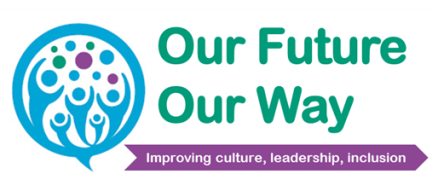 Our Future
Our Way
Improving culture, leadership, inclusion